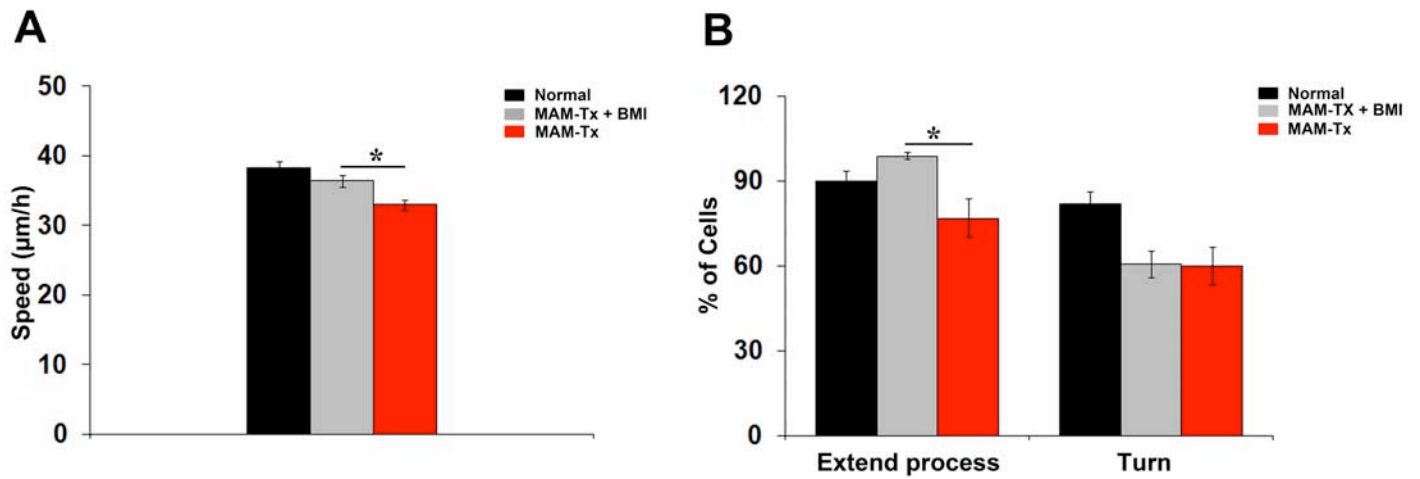 A
50
40
30
20
10
0
Speed (µm/h)
Normal
MAM-Tx + BMI
MAM-Tx
*
B
120
90
60
30
0
% of Cells
Normal
MAM-TX + BMI
MAM-Tx
*
Extend process
Turn